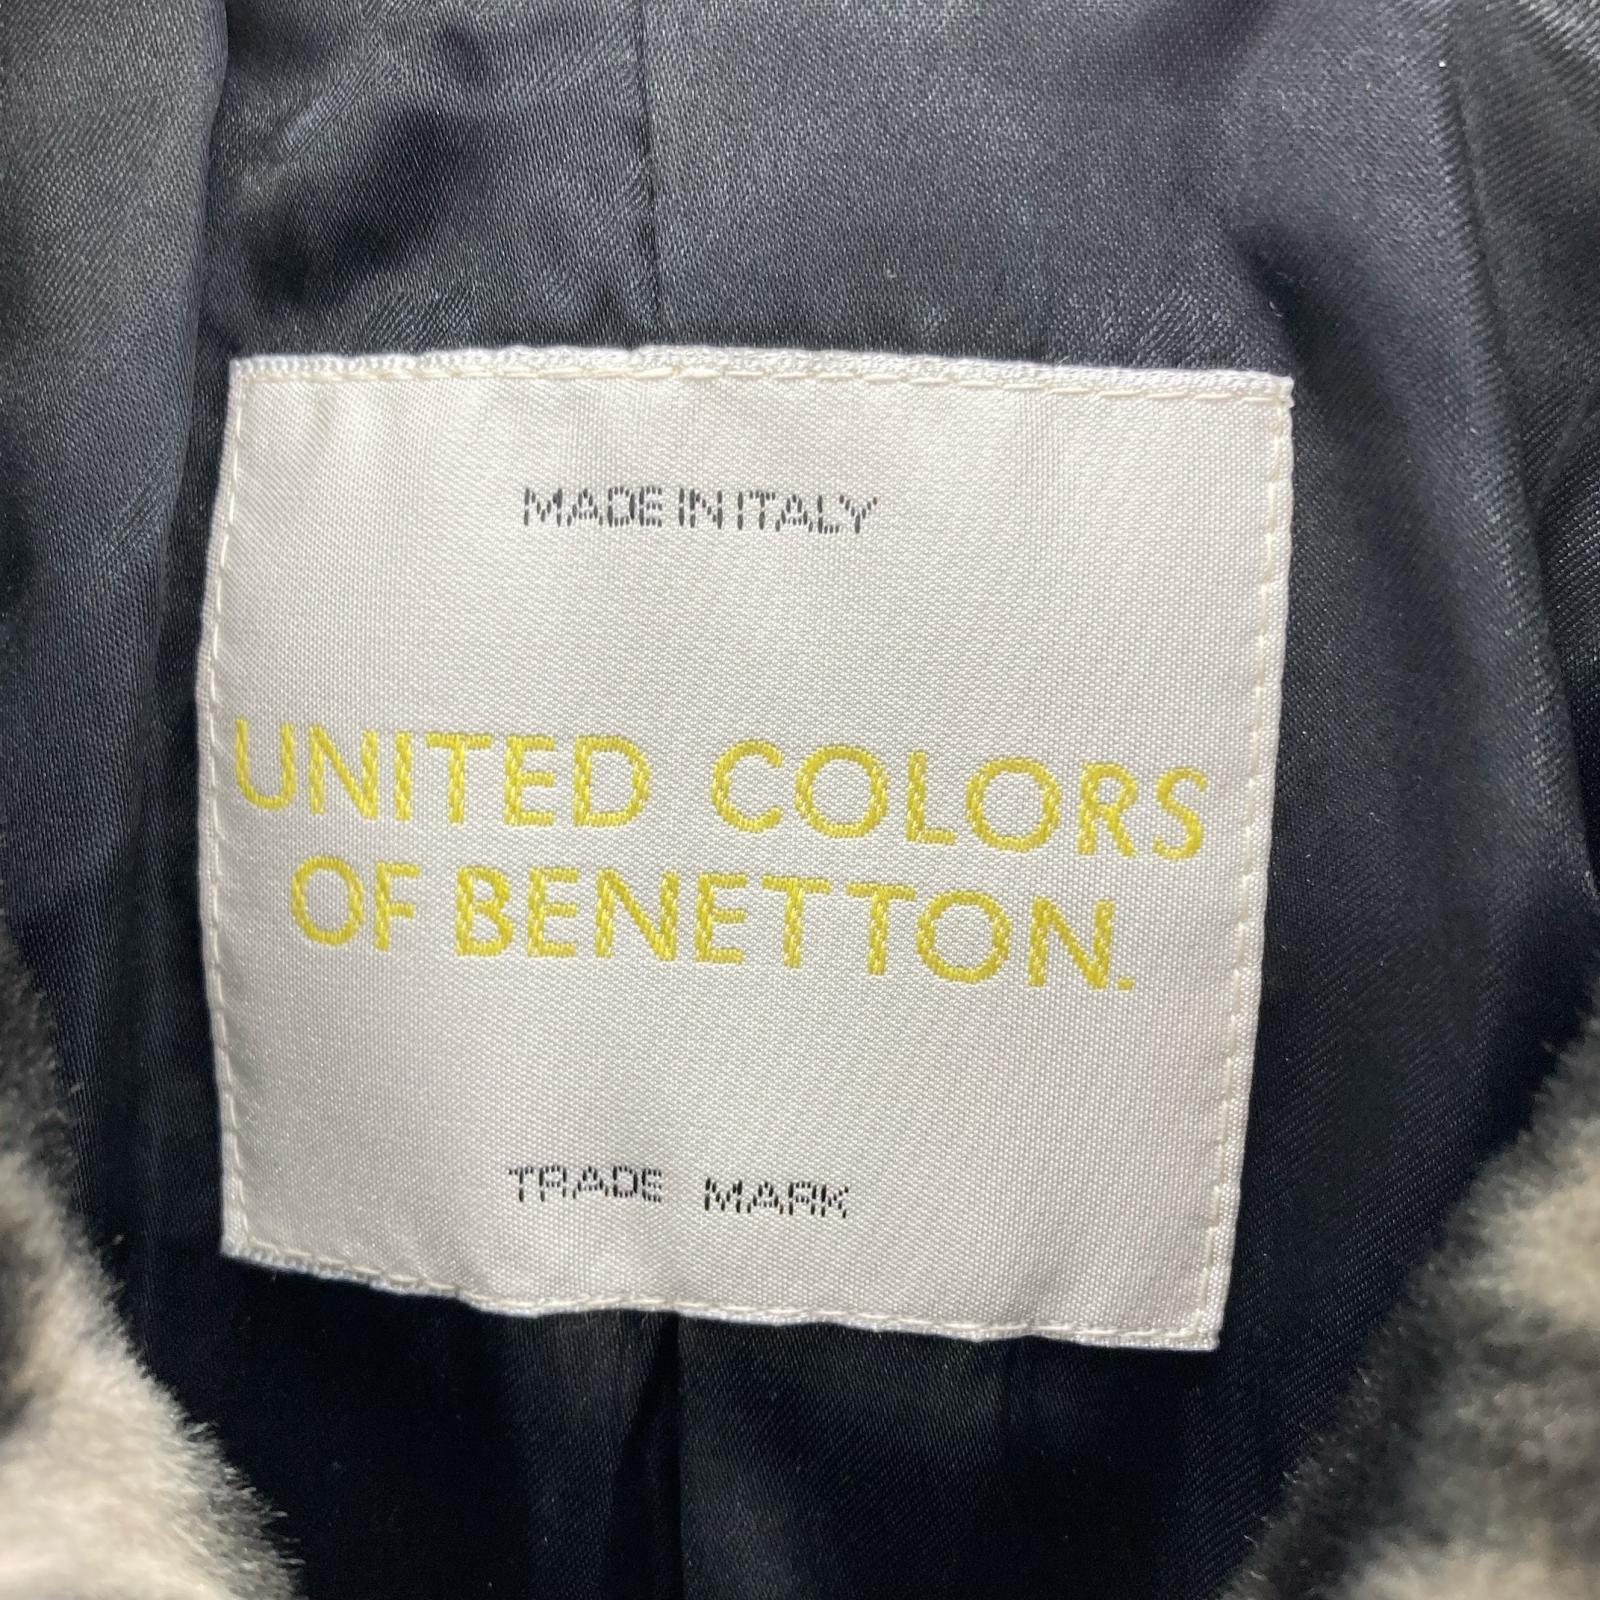 MADE IN ITALY
UNITED COLORS
OF BENETTON.
TRADE MARK